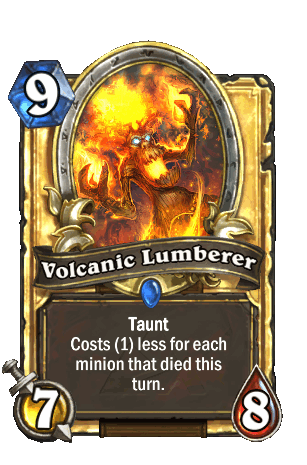 9
Volcanic Lumberer
Taunt
Costs (1) less for each
minion that died this
turn.
7
8